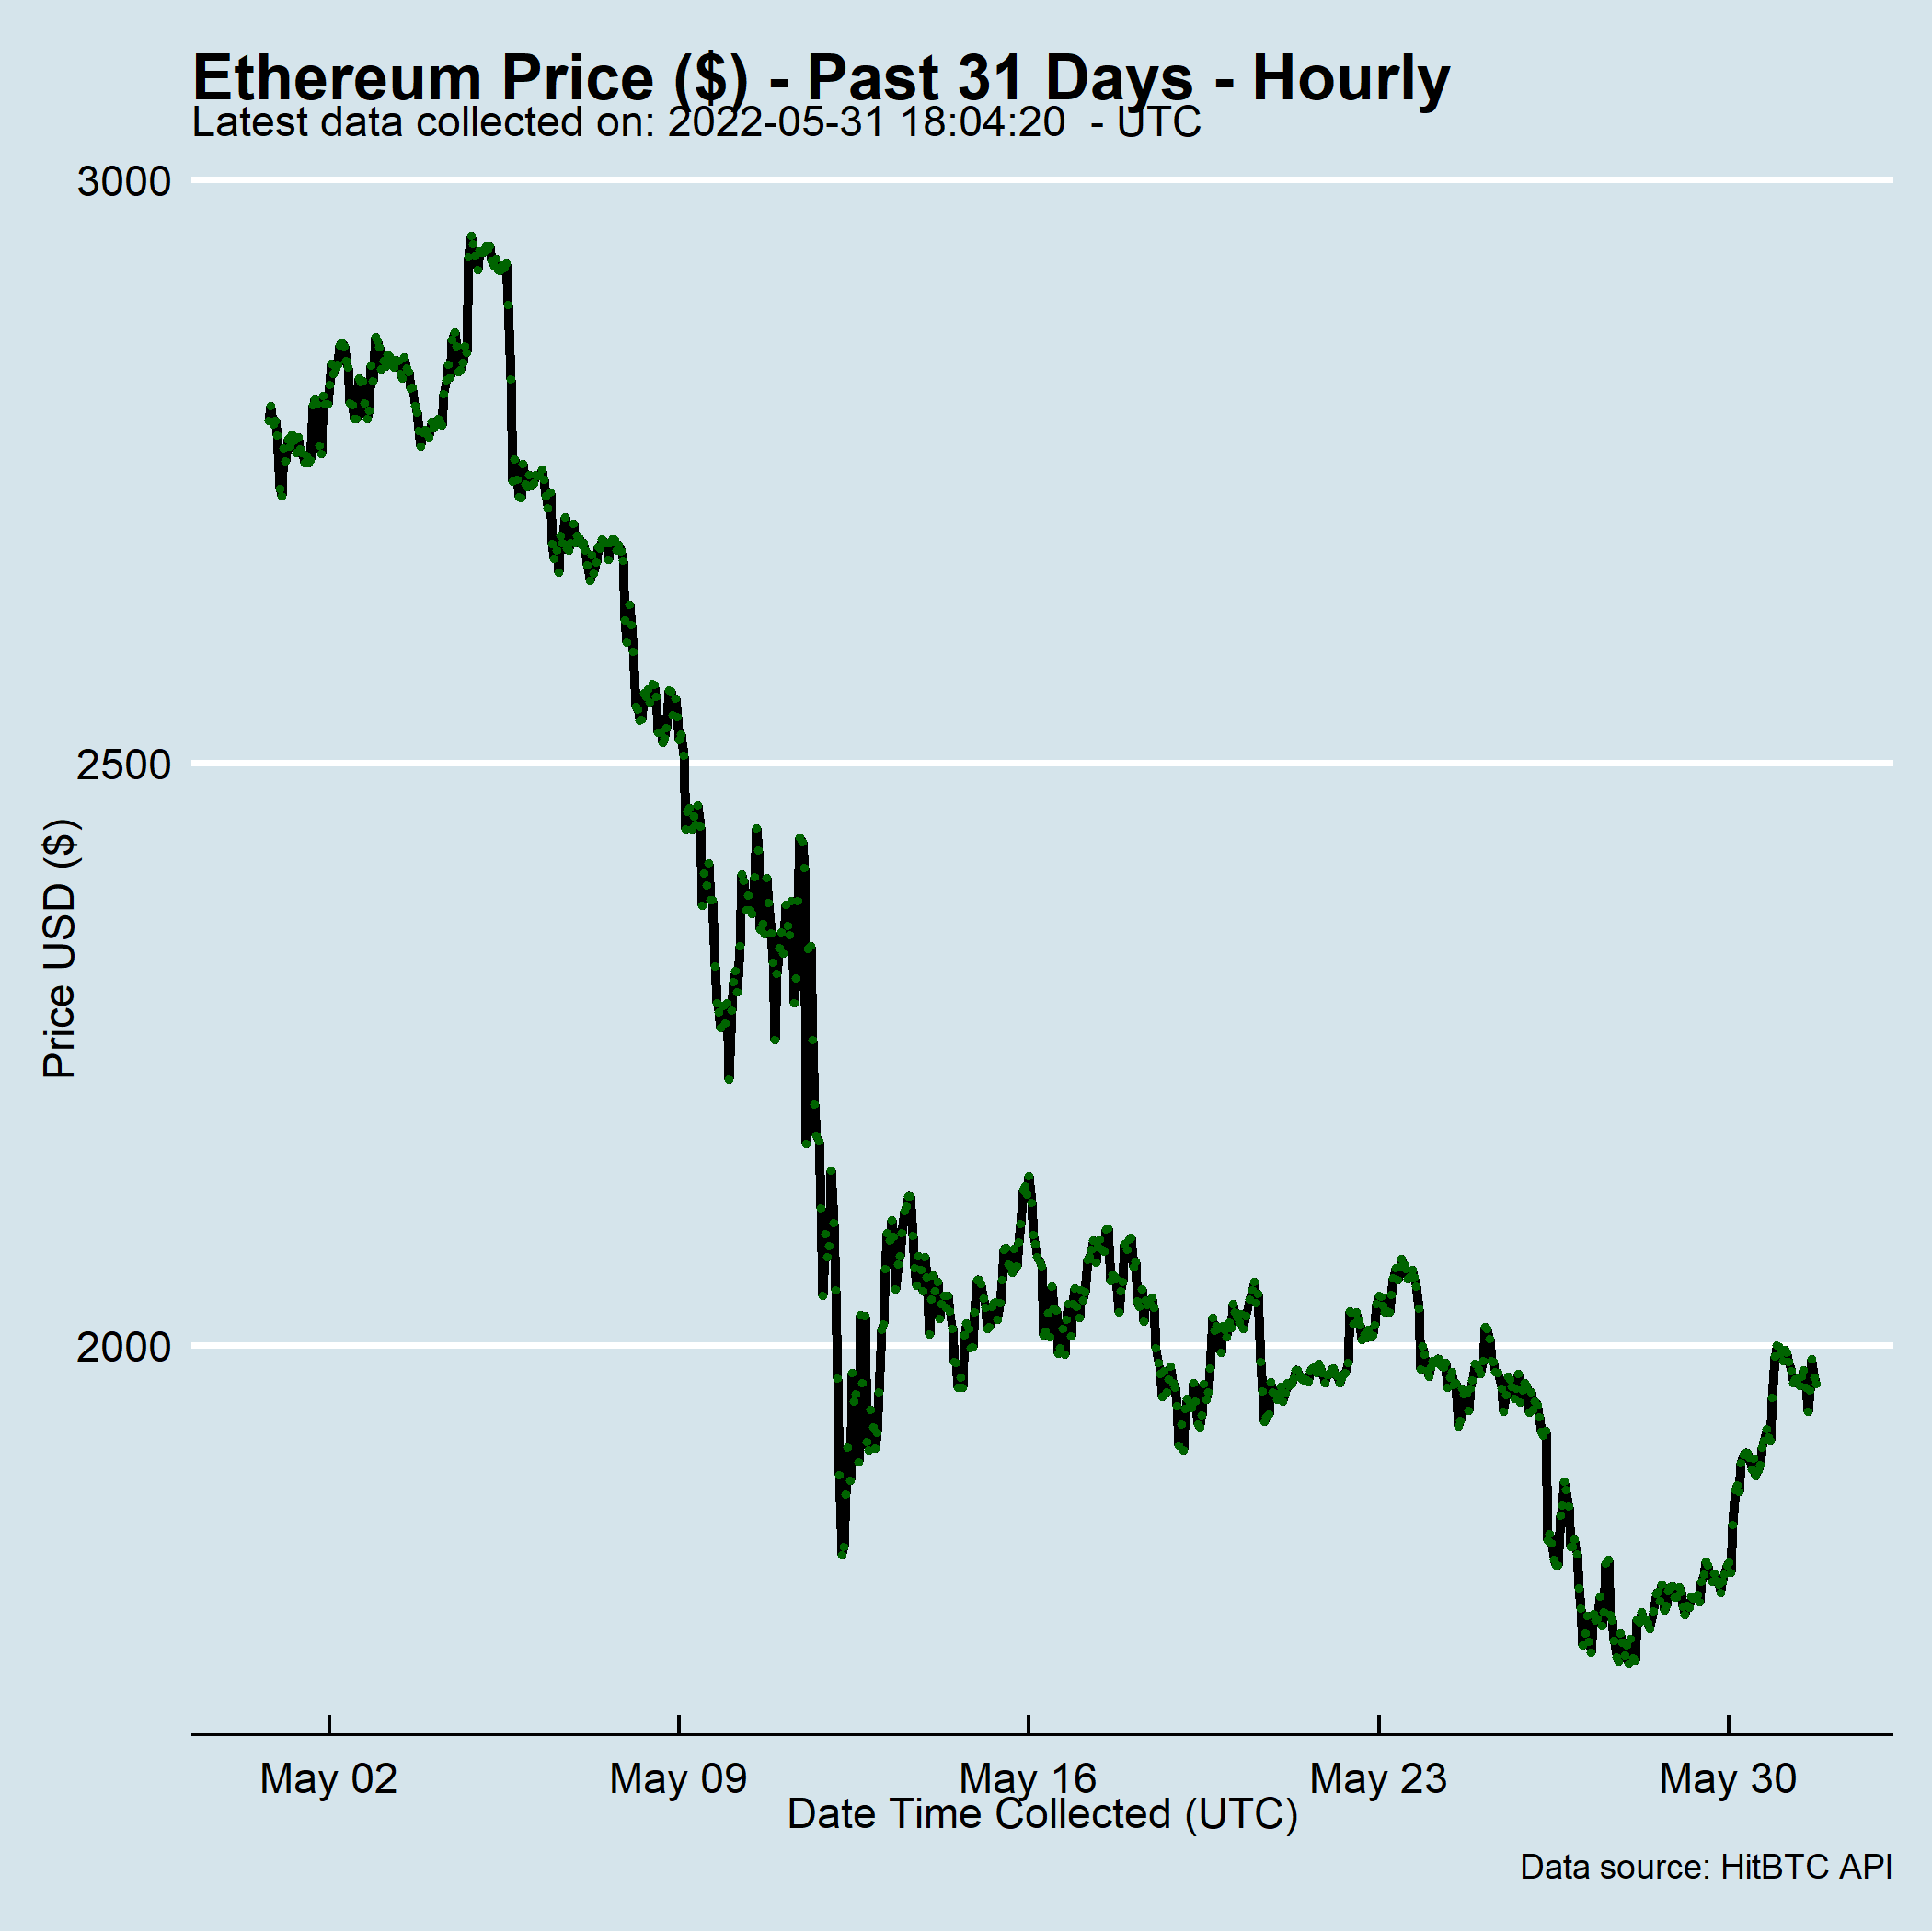 Ethereum Price ($) - Past 31 Days - Hourly
Latest data collected on: 2022-05-31 18:04:20  - UTC
3000
2500
2000
Price USD ($)
May 02
May 09
May 16
May 23
May 30
Date Time Collected (UTC)
Data source: HitBTC API